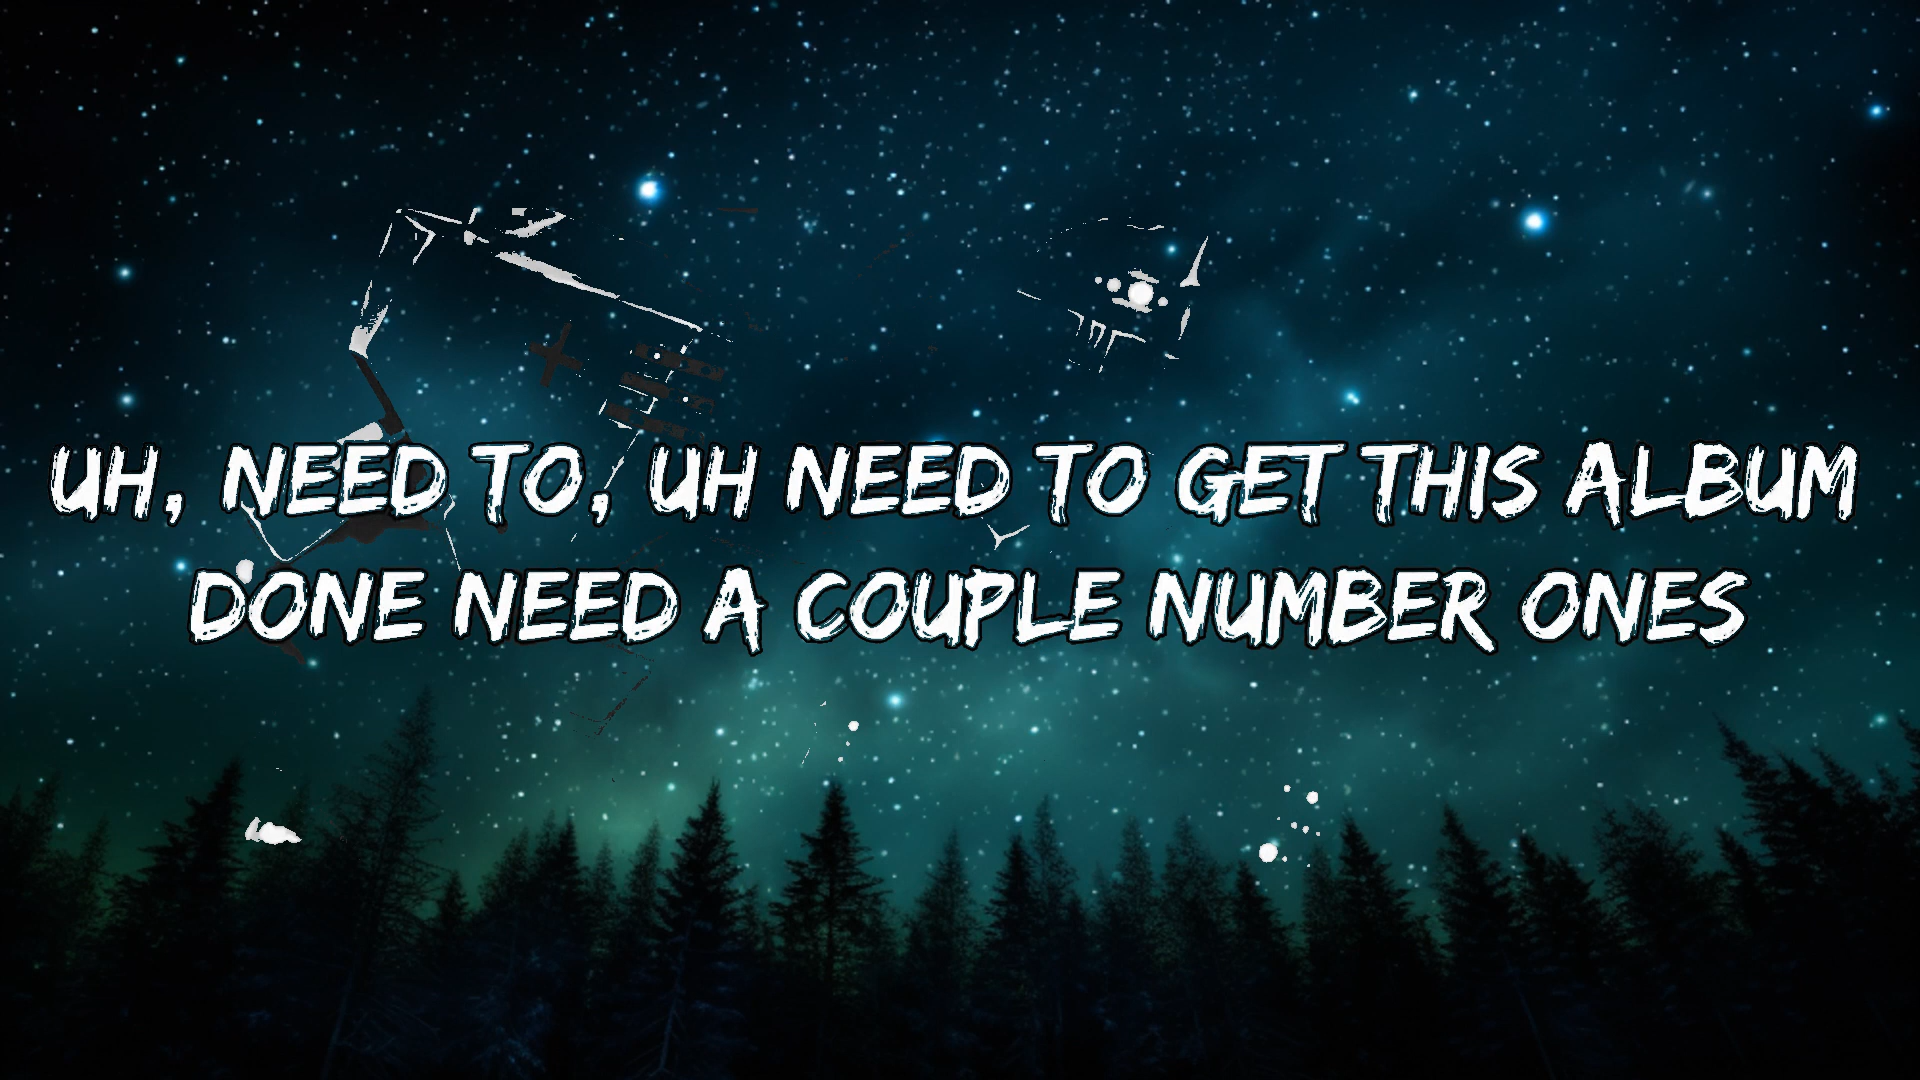 UH, NEED TO, UH NEED TO GET THIS ALBUM
DONE NEED A COUPLE NUMBER ONES